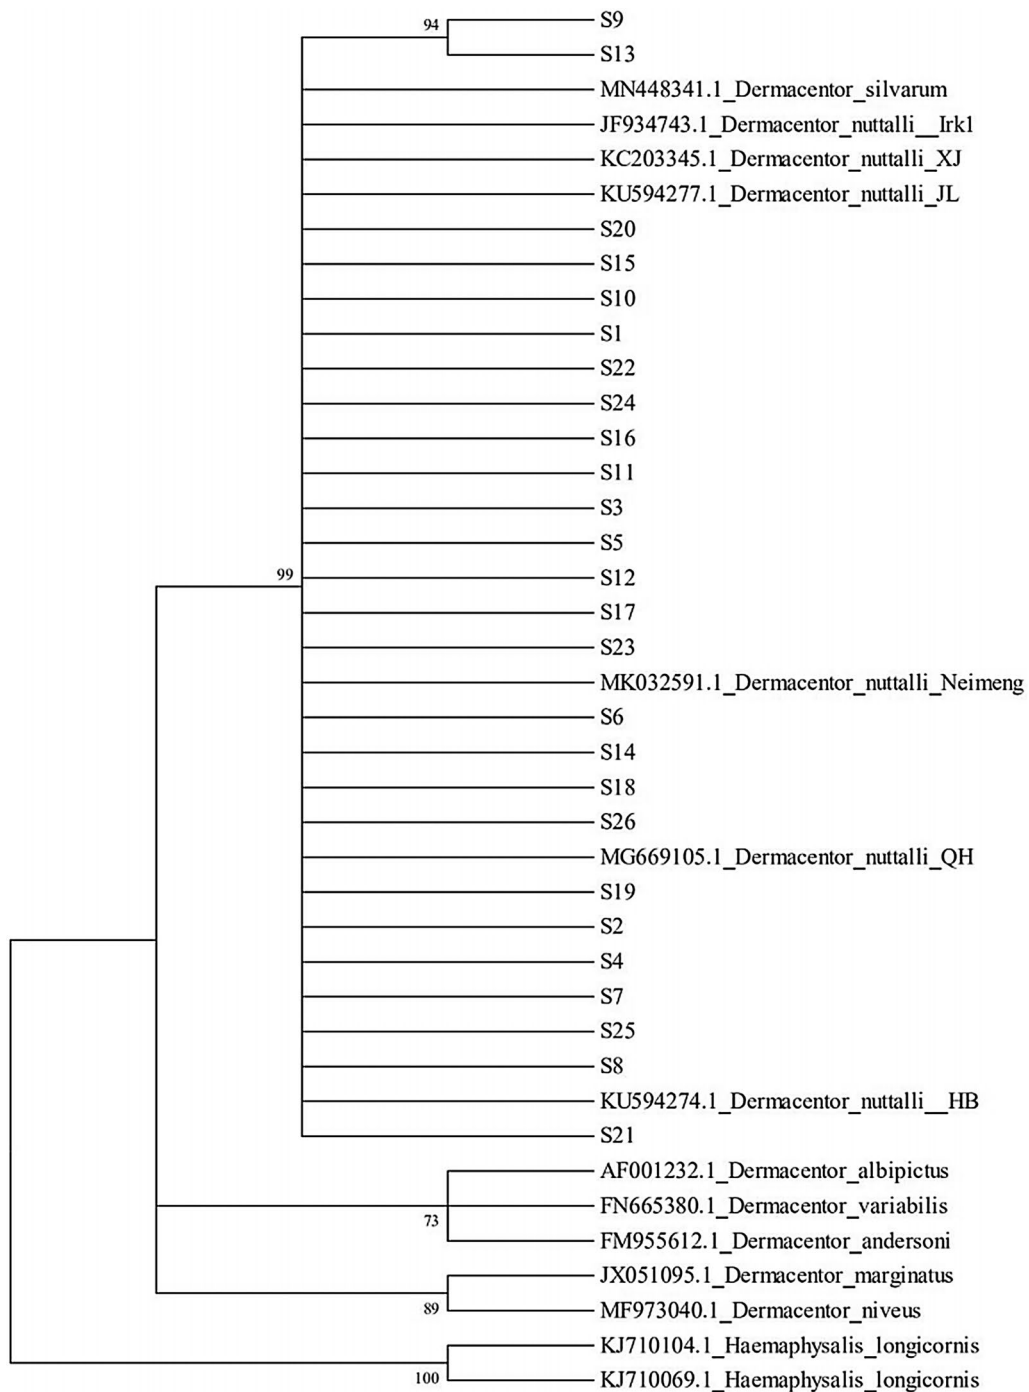 94
S9
S13
MN448341.1_Dermacentor_silvarum
JF934743.1_Dermacentor_nuttalli__Irk1
KC203345.1_Dermacentor_nuttalli_XJ
KU594277.1_Dermacentor_nuttalli_JL
S20
S15
S10
S1
S22
S24
S16
S11
S3
S5
99
S12
S17
S23
MK032591.1_Dermacentor_nuttalli_Neimeng
S6
S14
S18
S26
MG669105.1_Dermacentor_nuttalli_QH
S19
S2
S4
S7
S25
S8
KU594274.1_Dermacentor_nuttalli__HB
S21
AF001232.1_Dermacentor_albipictus
FN665380.1_Dermacentor_variabilis
73
FM955612.1_Dermacentor_andersoni
JX051095.1_Dermacentor_marginatus
89
MF973040.1_Dermacentor_niveus
KJ710104.1_Haemaphysalis_longicornis
100
KJ710069.1_Haemaphysalis_longicornis